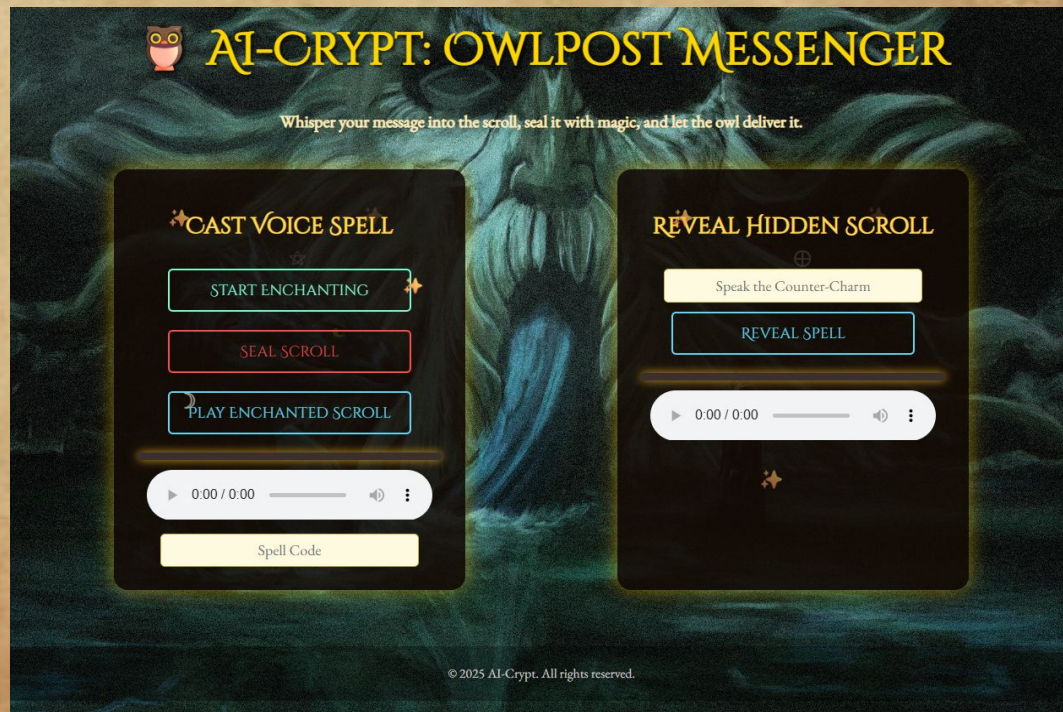 AI-Crypt: OwlPost Messenger
Whisper your message into the scroll, seal it with magic, and let the owl deliver it.
Cast Voice Spell
Start Enchanting
Seal Scroll
Play Enchanted Scroll
0:00 / 0:00
Spell Code
Reveal Hidden Scroll
Speak the Counter-Charm
Reveal Spell
0:00 / 0:00
© 2025 AI-Crypt. All rights reserved.